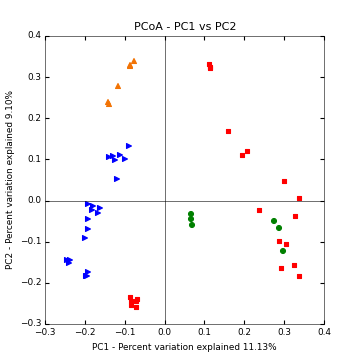 PCoA - PC1 vs PC2
0.4
0.3
0.2
0.1
0.0
−0.1
−0.2
−0.3
PC2 - Percent variation explained 9.10%
−0.3 −0.2 −0.1 0.0 0.1 0.2 0.3 0.4
PC1 - Percent variation explained 11.13%